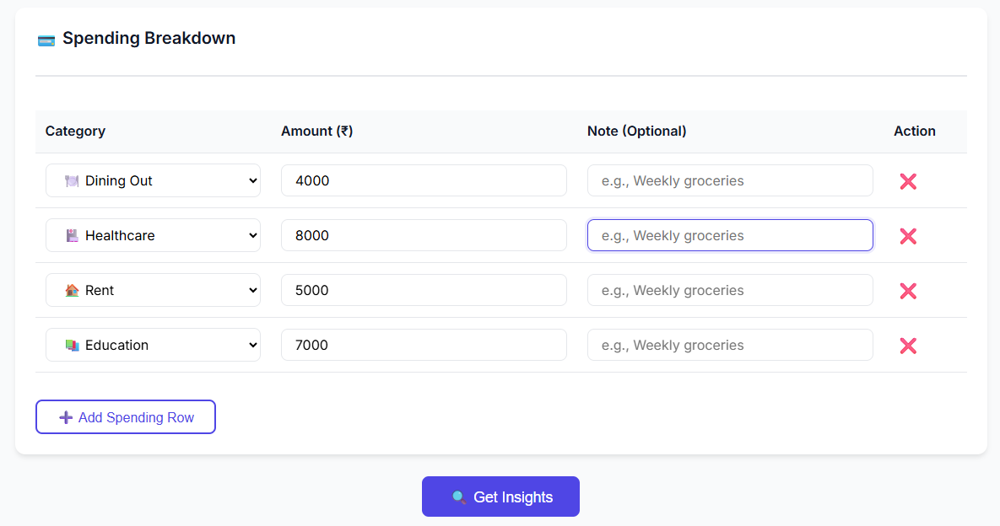 Spending Breakdown
Category Amount (₹) Note (Optional) Action
Dining Out 4000 e.g., Weekly groceries
Healthcare 8000 e.g., Weekly groceries
Rent 5000 e.g., Weekly groceries
Education 7000 e.g., Weekly groceries
Add Spending Row
Get Insights